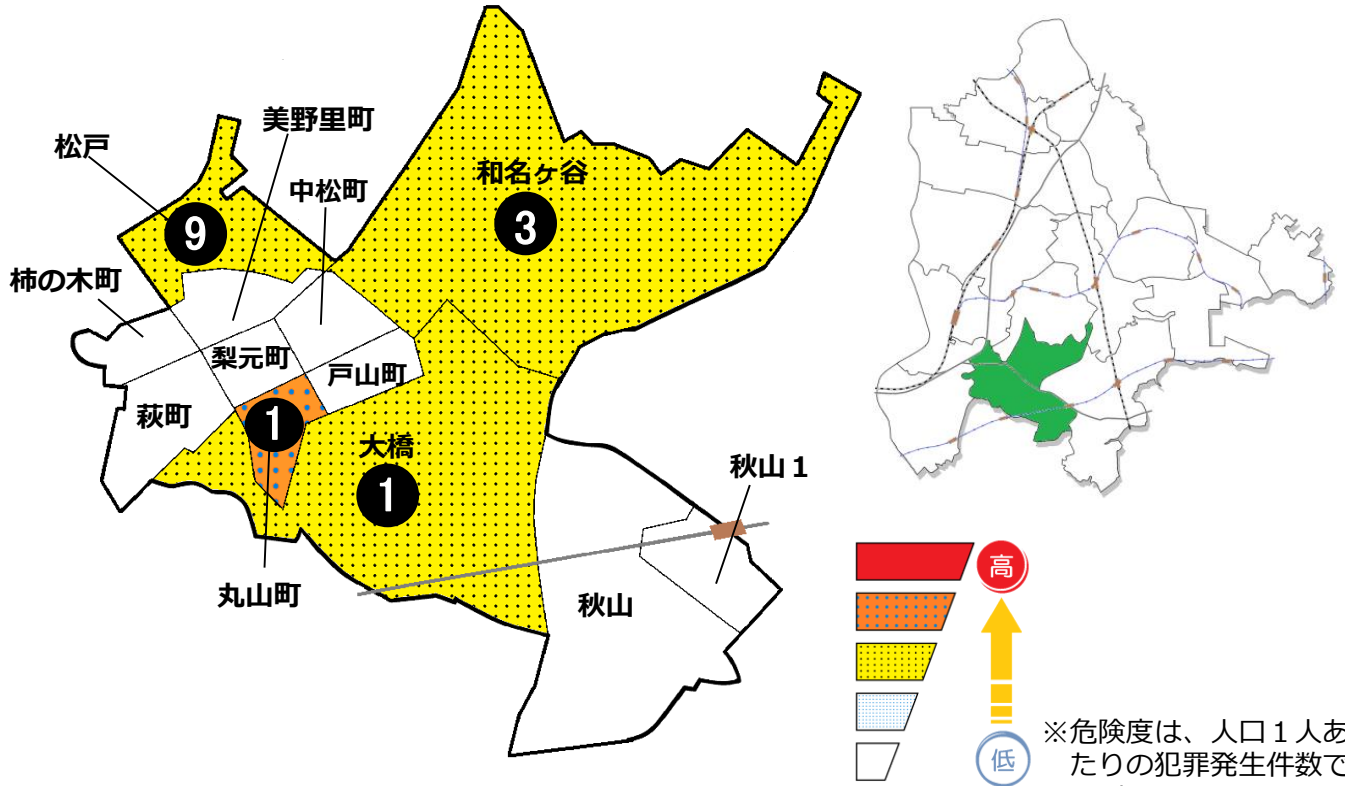 美野里町
松戸
中松町
和名ヶ谷
9
3
柿の木町
梨元町
戸山町
萩町
1
大橋
1
秋山１
丸山町
秋山
高
低
※危険度は、人口１人あ
たりの犯罪発生件数で